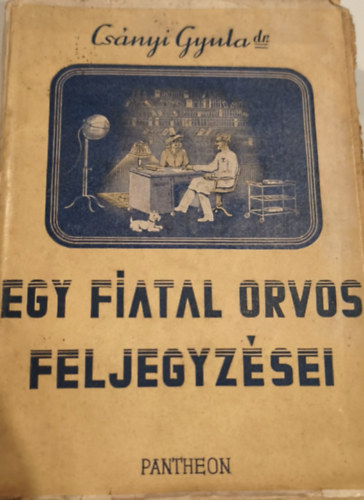 Csányi Gyula dr.
EGY FIATAL ORVOS
FELJEGYZÉSEI
PANTHEON